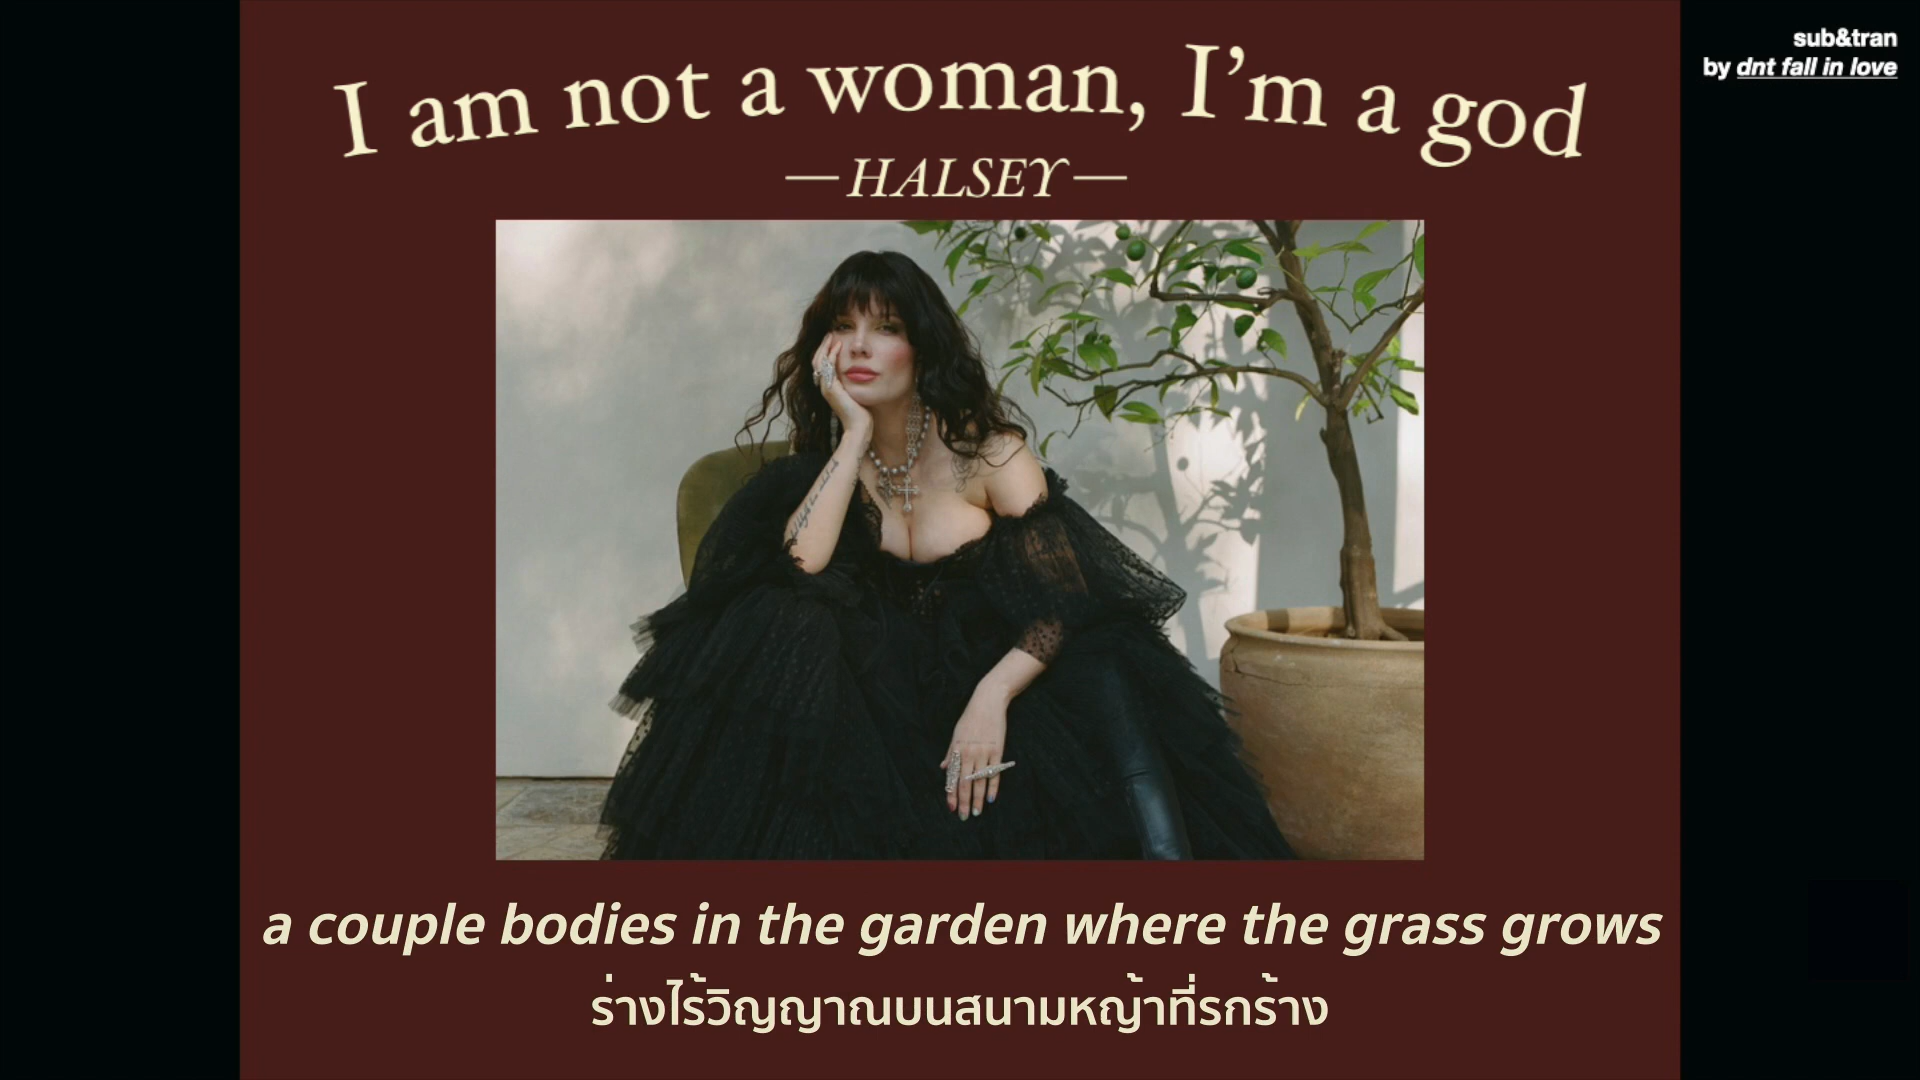 I am not a woman, I'm a god
—HALSEY—
sub&tran
by dnt fall in love
a couple bodies in the garden where the grass grows
ร่างไร้วิญญาณบนสนามหญ้าที่รกร้าง